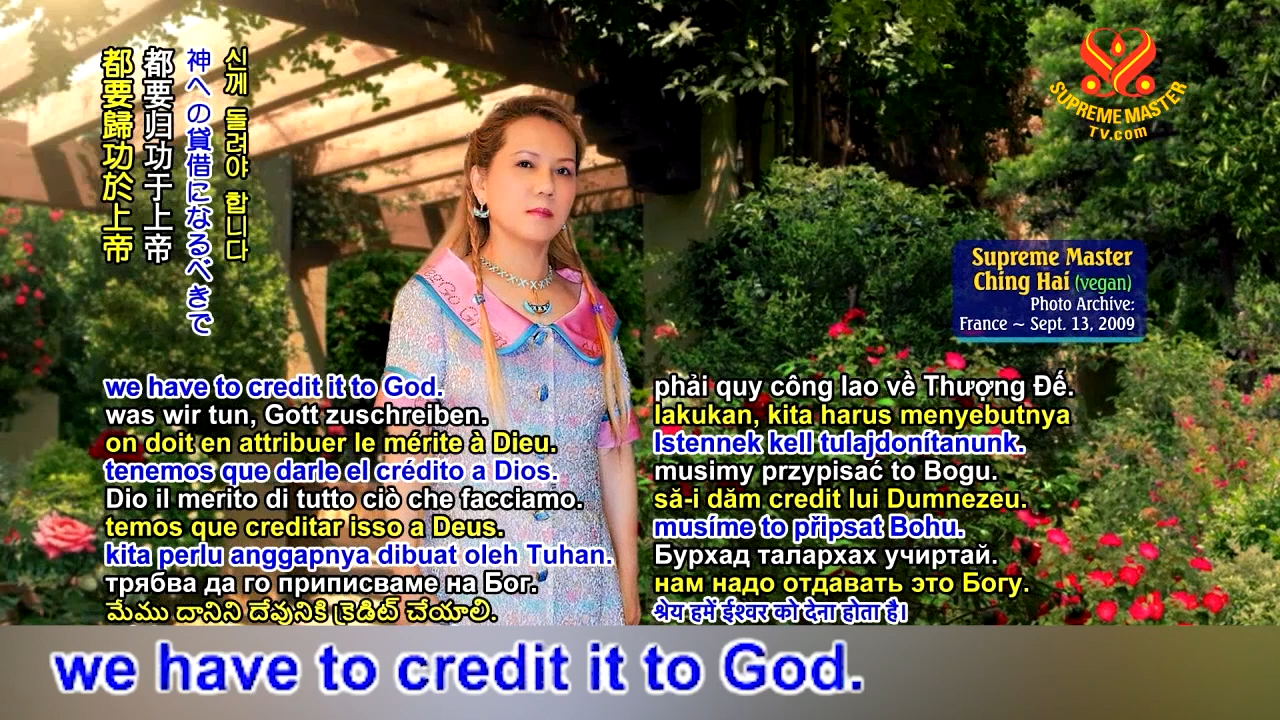 都要歸功於上帝
都要归功于上帝
神への貸借になるべきで
신께 돌려야 합니다
SUPREME MASTER
TV.com
Supreme Master
Ching Hai (vegan)
Photo Archive:
France ~ Sept. 13, 2009
we have to credit it to God.
was wir tun, Gott zuschreiben.
on doit en attribuer le mérite à Dieu.
tenemos que darle el crédito a Dios.
Dio il merito di tutto ciò che facciamo.
temos que creditar isso a Deus.
kita perlu anggapnya dibuat oleh Tuhan.
трябва да го приписваме на Бог.
మేము దానిని దేవునికి క్రెడిట్ చేయాలి.
phải quy công lao về Thượng Đế.
lakukan, kita harus menyebutnya
Istennek kell tulajdonítanunk.
musimy przypisać to Bogu.
să-i dăm credit lui Dumnezeu.
musíme to připsat Bohu.
Бурхад талархах учиртай.
нам надо отдавать это Богу.
श्रेय हमें ईश्वर को देना होता है।
we have to credit it to God.